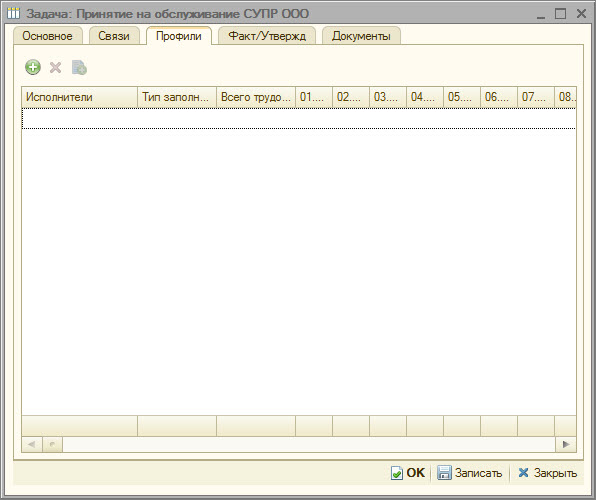 Задача: Принятие на обслуживание СУПР ООО
Основное Связи Профили Факт/Утвержд Документы
Исполнители Тип заполн... Всего трудо... 01.... 02.... 03.... 04.... 05.... 06.... 07.... 08...
OK Записать Закрыть